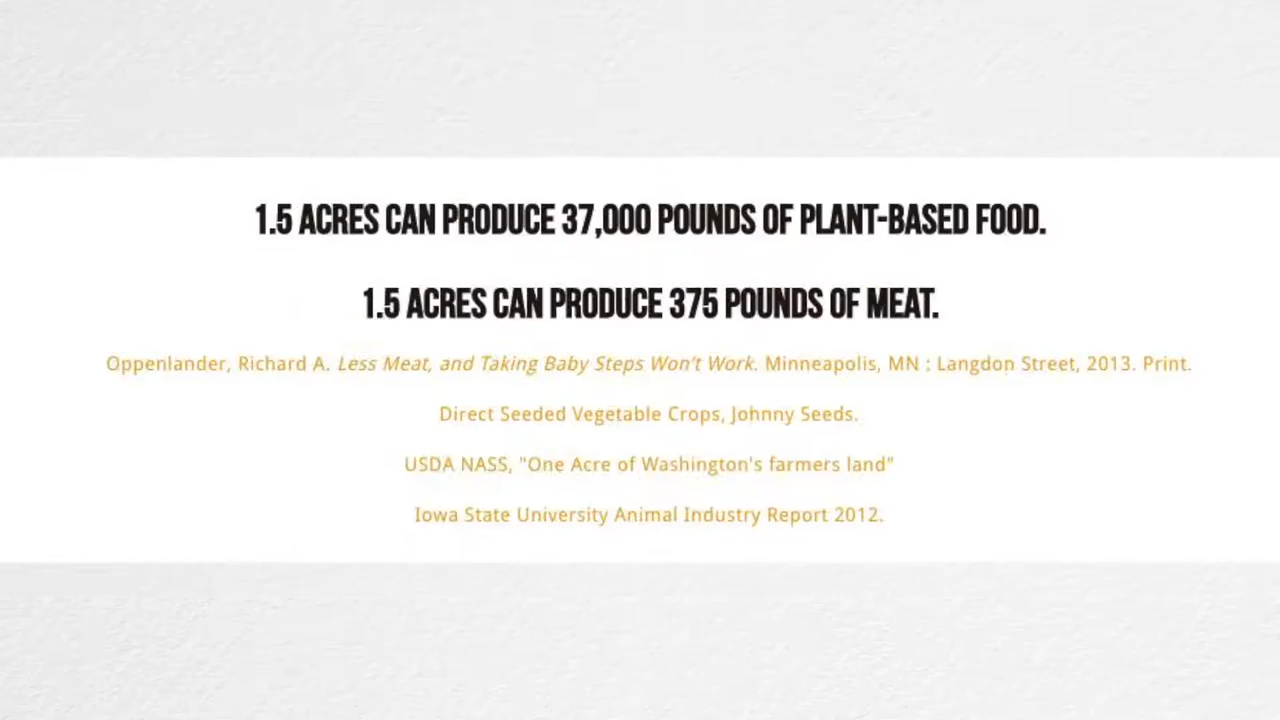 1.5 ACRES CAN PRODUCE 37,000 POUNDS OF PLANT-BASED FOOD.
1.5 ACRES CAN PRODUCE 375 POUNDS OF MEAT.
Oppenlander, Richard A. Less Meat, and Taking Baby Steps Won't Work. Minneapolis, MN : Langdon Street, 2013. Print.
Direct Seeded Vegetable Crops, Johnny Seeds.
USDA NASS, "One Acre of Washington's farmers land"
Iowa State University Animal Industry Report 2012.